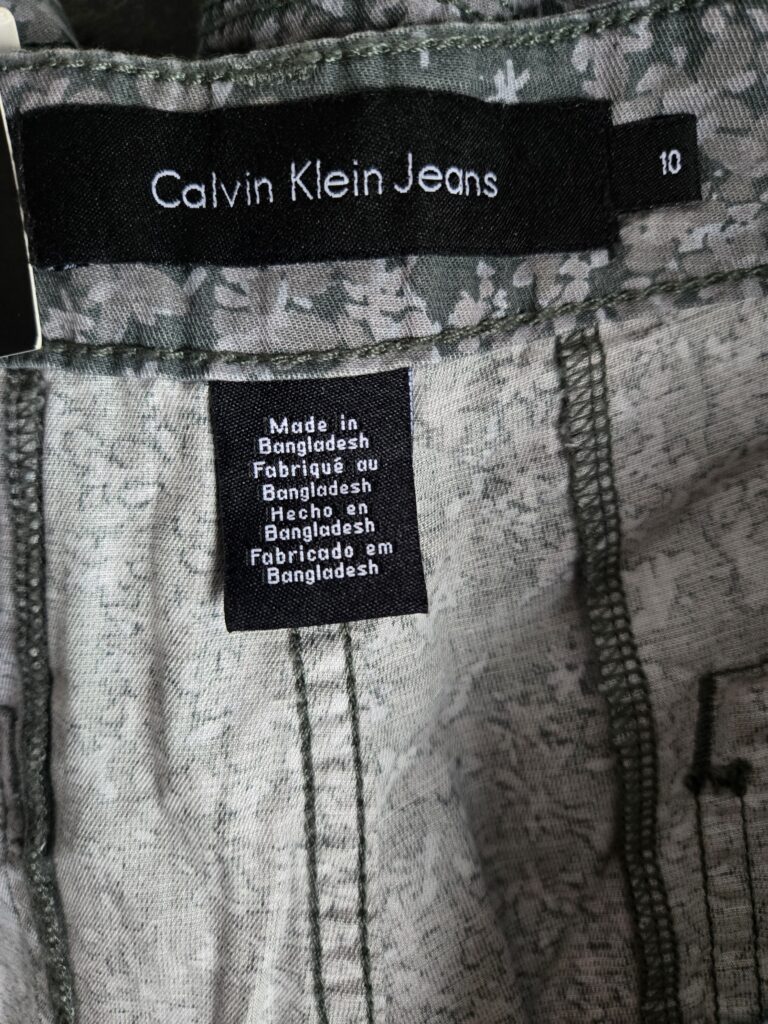 Calvin Klein Jeans
10
Made in
Bangladesh
Fabriqué au
Bangladesh
Hecho en
Bangladesh
Fabricado em
Bangladesh